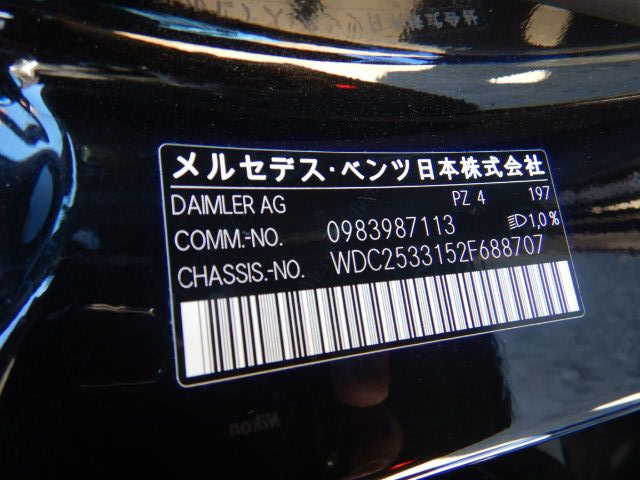 メルセデス・ベンツ日本株式会社
DAIMLER AG PZ 4 197
COMM.-NO. 0983987113 1,0%
CHASSIS.-NO. WDC2533152F688707
Nikon